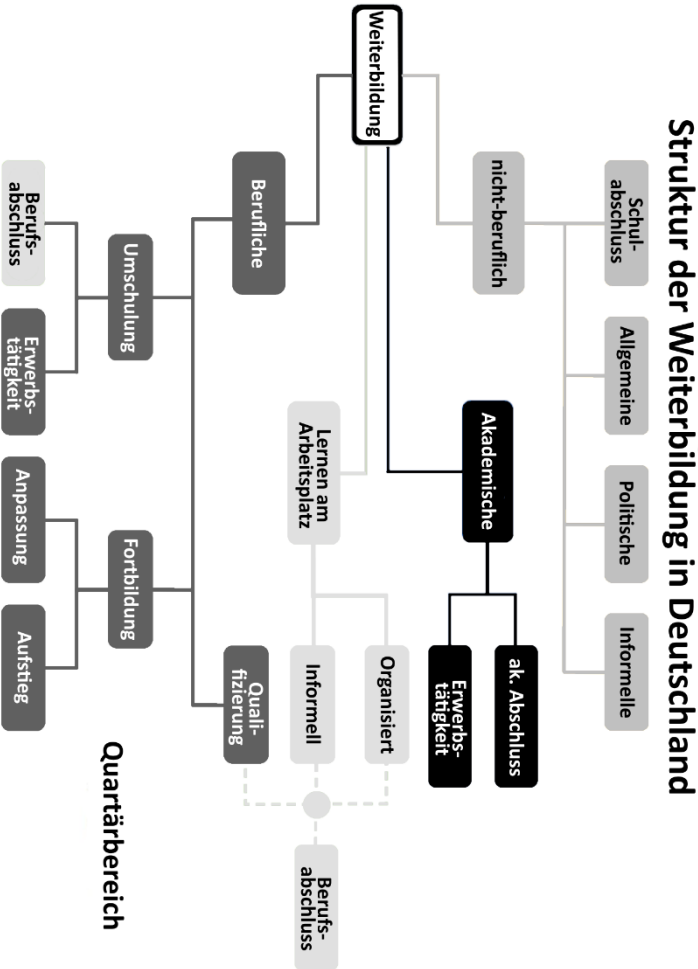 Struktur der Weiterbildung in Deutschland
Schul-
abschluss
Allgemeine
Politische
Informelle
nicht-beruflich
Akademische
ak. Abschluss
Erwerbs-
tätigkeit
Weiterbildung
Lernen am
Arbeitsplatz
Organisiert
Informell
Berufs-
abschluss
Berufliche
Quali-
fizierung
Umschulung
Fortbildung
Berufs-
abschluss
Erwerbs-
tätigkeit
Anpassung
Aufstieg
Quartärbereich